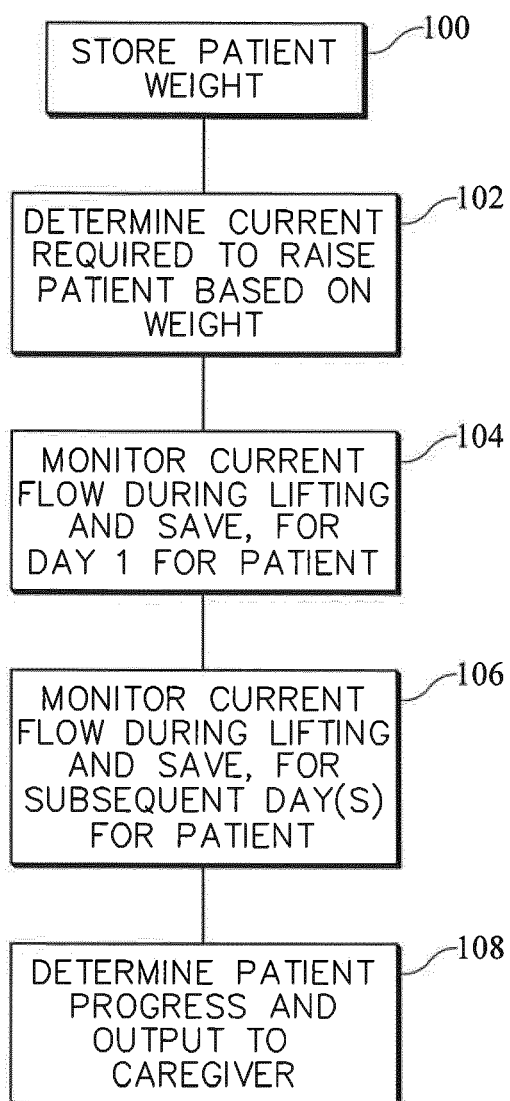 100
STORE PATIENT
WEIGHT
102
DETERMINE CURRENT
REQUIRED TO RAISE
PATIENT BASED ON
WEIGHT
104
MONITOR CURRENT
FLOW DURING LIFTING
AND SAVE, FOR
DAY 1 FOR PATIENT
106
MONITOR CURRENT
FLOW DURING LIFTING
AND SAVE, FOR
SUBSEQUENT DAY(S)
FOR PATIENT
108
DETERMINE PATIENT
PROGRESS AND
OUTPUT TO
CAREGIVER